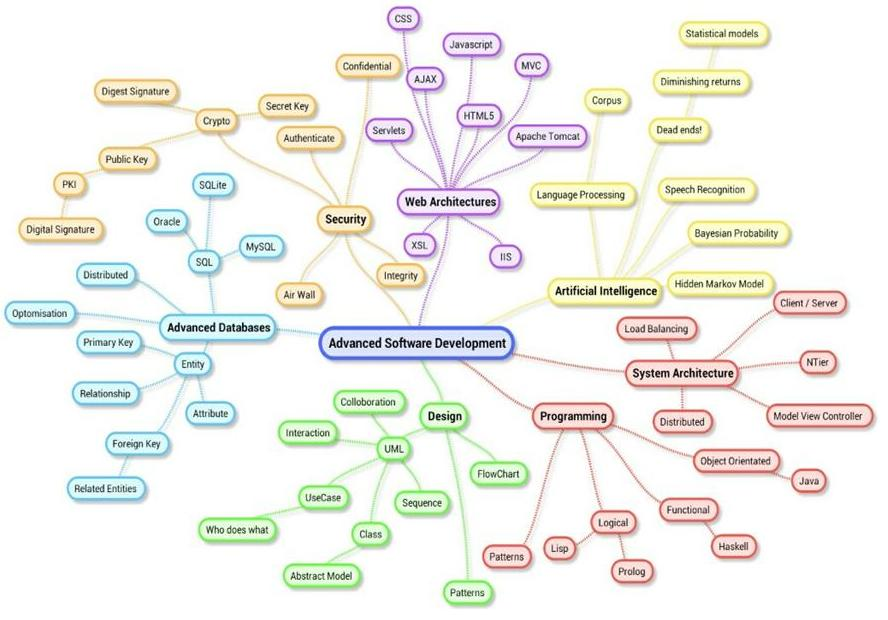 CSS
Statistical models
Javascript
Confidential
MVC
AJAX
Diminishing returns
Digest Signature
Corpus
Secret Key
HTML5
Crypto
Authenticate
Servlets
Apache Tomcat
Dead ends!
Public Key
PKI
SQLite
Language Processing
Speech Recognition
Web Architectures
Oracle
Security
Digital Signature
Bayesian Probability
MySQL
XSL
IIS
SQL
Distributed
Integrity
Hidden Markov Model
Artificial Intelligence
Air Wall
Client / Server
Optomisation
Advanced Databases
Load Balancing
Primary Key
Advanced Software Development
Entity
NTier
System Architecture
Relationship
Colloboration
Attribute
Design
Programming
Distributed
Model View Controller
Interaction
Foreign Key
UML
Object Orientated
FlowChart
Java
Related Entities
UseCase
Sequence
Functional
Who does what
Logical
Class
Lisp
Haskell
Patterns
Prolog
Abstract Model
Patterns